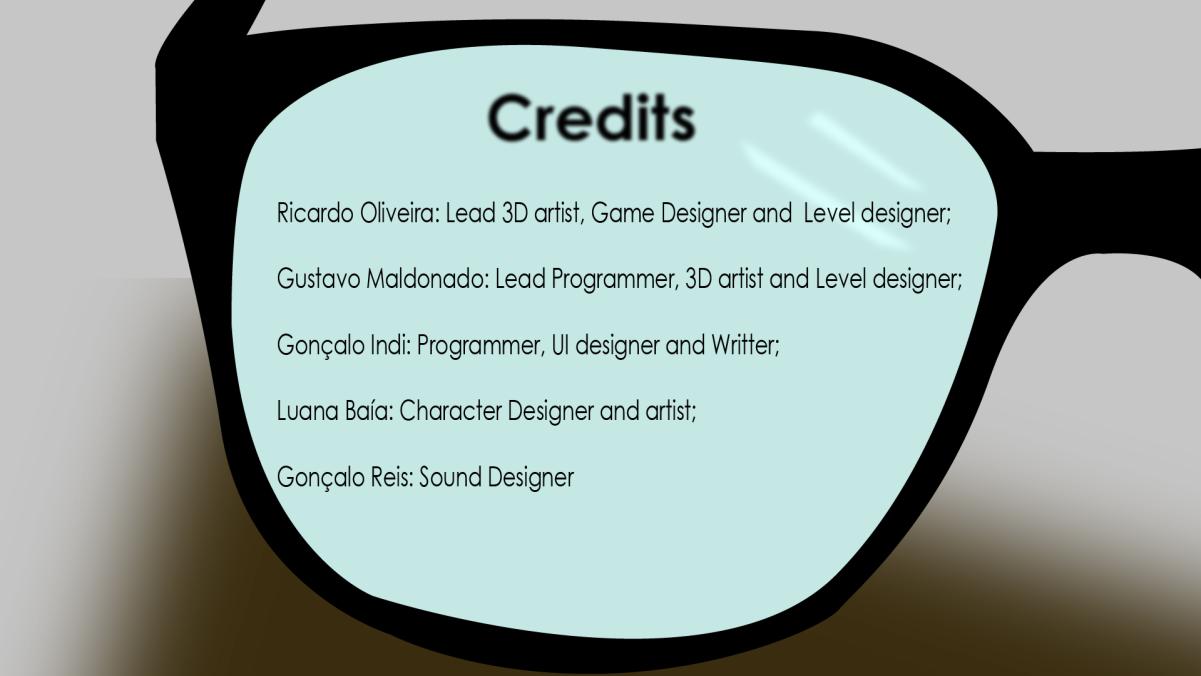 Credits
Ricardo Oliveira: Lead 3D artist, Game Designer and  Level designer;
Gustavo Maldonado: Lead Programmer, 3D artist and Level designer;
Gonçalo Indi: Programmer, UI designer and Writter;
Luana Baía: Character Designer and artist;
Gonçalo Reis: Sound Designer